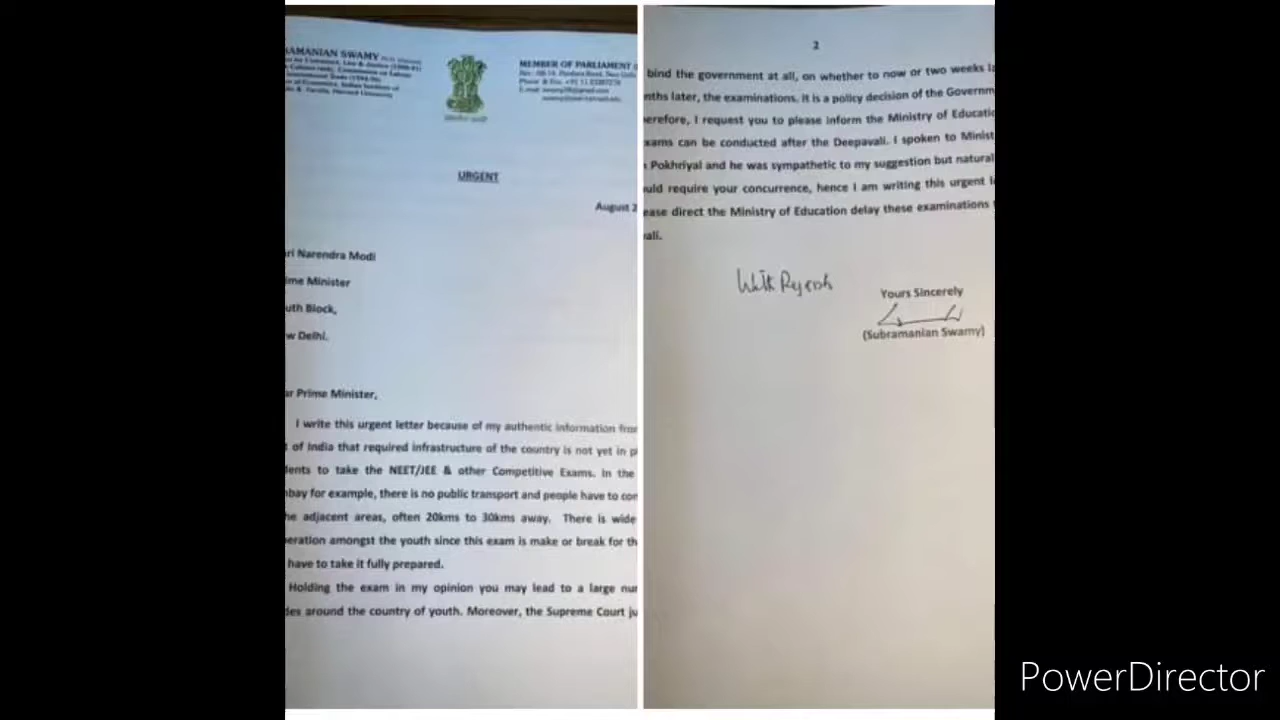 RAMANIAN SWAMY
MEMBER OF PARLIAMENT
URGENT
August 2
ri Narendra Modi
ime Minister
uth Block,
w Delhi.
ar Prime Minister,
I write this urgent letter because of my authentic information from
t of India that required infrastructure of the country is not yet in p
dents to take the NEET/JEE & other Competitive Exams. In the
nbay for example, there is no public transport and people have to con
he adjacent areas, often 20kms to 30kms away. There is wide
eration amongst the youth since this exam is make or break for th
have to take it fully prepared.
Holding the exam in my opinion you may lead to a large nur
des around the country of youth. Moreover, the Supreme Court ju
2
bind the government at all, on whether to now or two weeks la
nths later, the examinations. It is a policy decision of the Governm
erefore, I request you to please inform the Ministry of Educatio
xams can be conducted after the Deepavali. I spoken to Minist
Pokhriyal and he was sympathetic to my suggestion but natural
uld require your concurrence, hence I am writing this urgent l
ease direct the Ministry of Education delay these examinations
vali.
With Regards
Yours Sincerely
(Subramanian Swamy)
PowerDirector